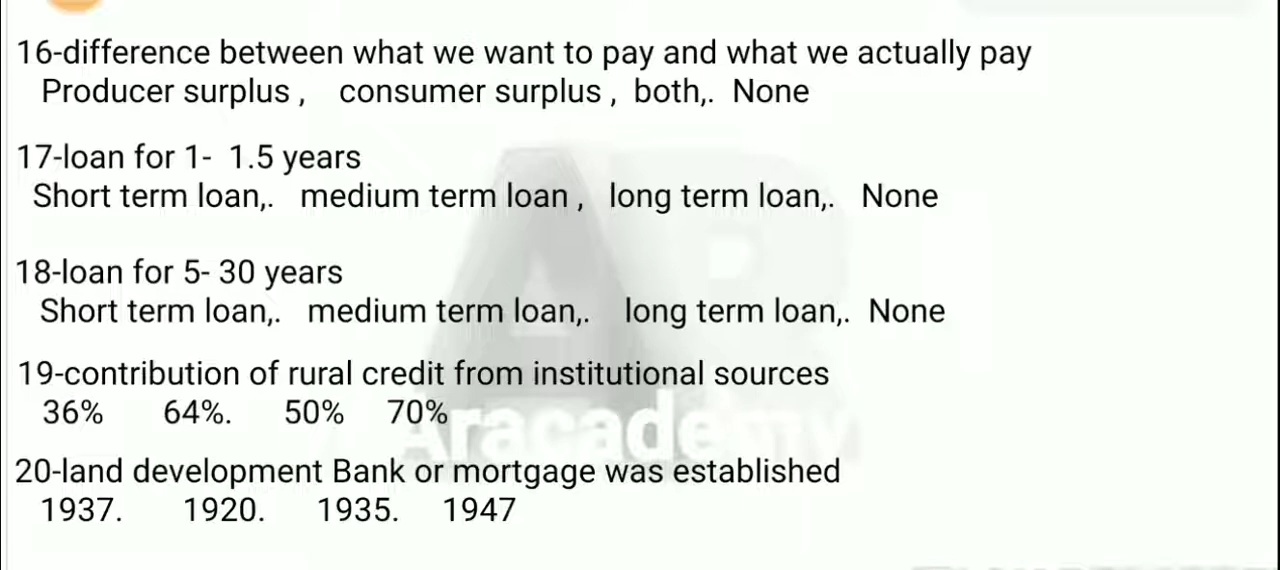 16-difference between what we want to pay and what we actually pay
Producer surplus , consumer surplus , both,. None
17-loan for 1- 1.5 years
Short term loan,. medium term loan , long term loan,. None
18-loan for 5- 30 years
Short term loan,. medium term loan,. long term loan,. None
19-contribution of rural credit from institutional sources
36% 64%. 50% 70%
Aracademy
20-land development Bank or mortgage was established
1937. 1920. 1935. 1947